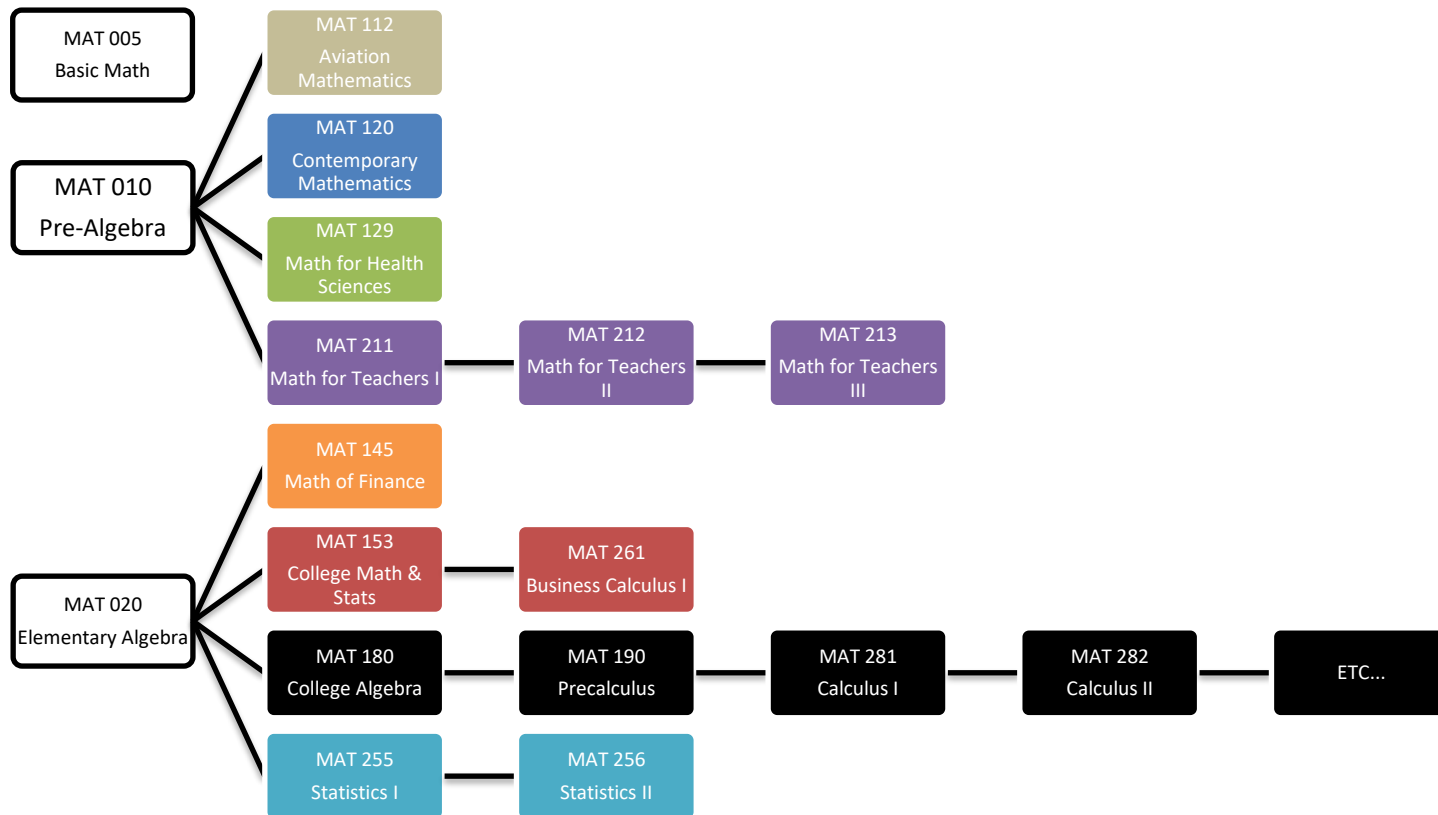 MAT 005
Basic Math
MAT 010
Pre-Algebra
MAT 112
Aviation
Mathematics
MAT 120
Contemporary
Mathematics
MAT 129
Math for Health
Sciences
MAT 211
Math for Teachers I
MAT 212
Math for Teachers
II
MAT 213
Math for Teachers
III
MAT 020
Elementary Algebra
MAT 145
Math of Finance
MAT 153
College Math &
Stats
MAT 261
Business Calculus I
MAT 180
College Algebra
MAT 190
Precalculus
MAT 281
Calculus I
MAT 282
Calculus II
ETC...
MAT 255
Statistics I
MAT 256
Statistics II